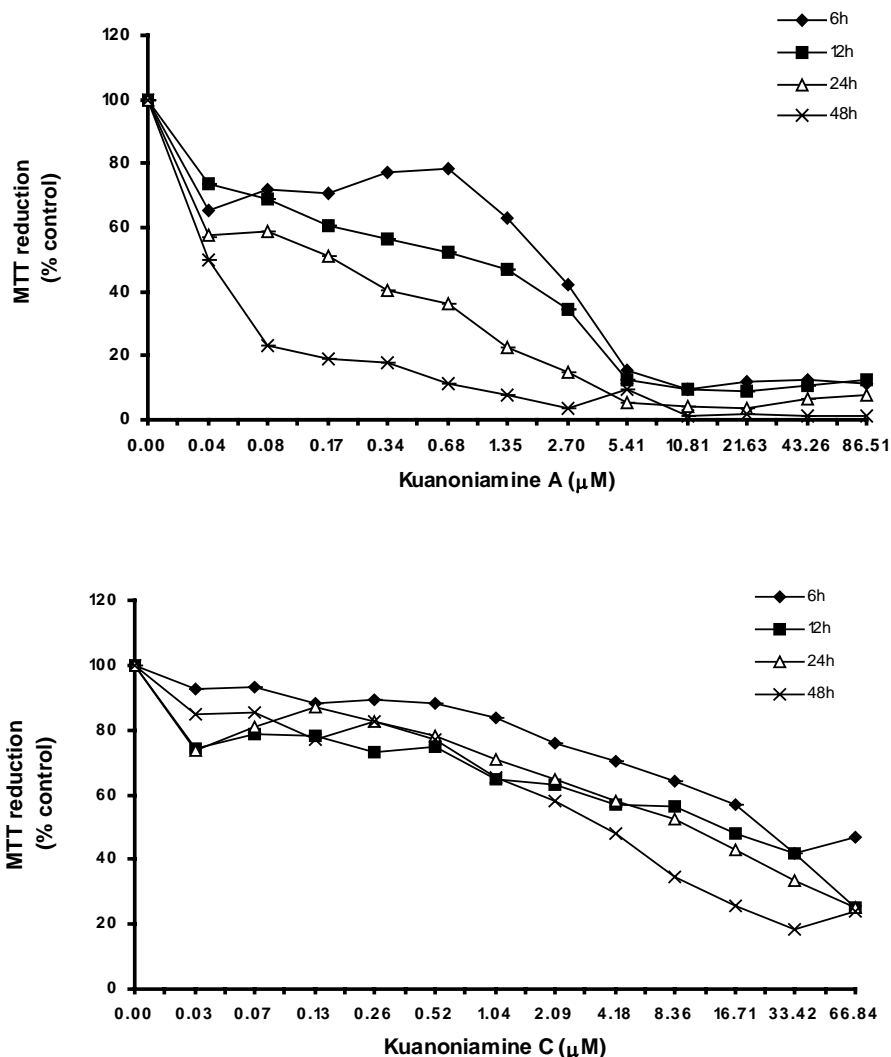 6h
12h
24h
48h
120
100
80
60
40
20
0
MTT reduction
(% control)
0.00 0.04 0.08 0.17 0.34 0.68 1.35 2.70 5.41 10.81 21.63 43.26 86.51
Kuanoniamine A (μM)
6h
12h
24h
48h
120
100
80
60
40
20
0
MTT reduction
(% control)
0.00 0.03 0.07 0.13 0.26 0.52 1.04 2.09 4.18 8.36 16.71 33.42 66.84
Kuanoniamine C (μM)